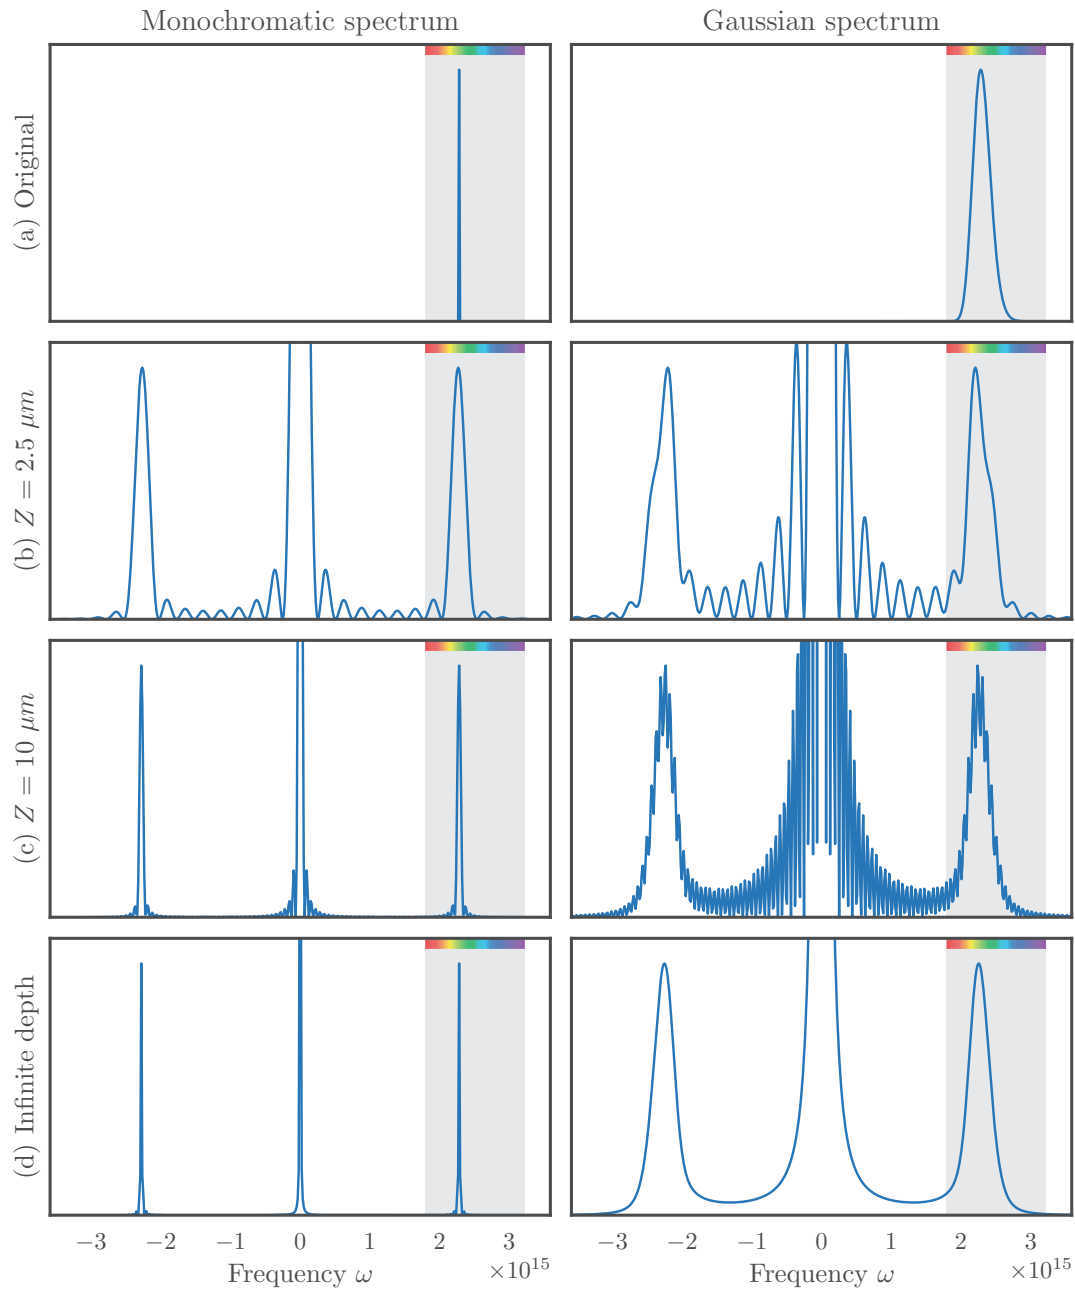 Monochromatic spectrum
Gaussian spectrum
(a) Original
(b) Z = 2.5 μm
(c) Z = 10 μm
(d) Infinite depth
−3 −2 −1 0 1 2 3
×10¹⁵
Frequency ω
−3 −2 −1 0 1 2 3
×10¹⁵
Frequency ω